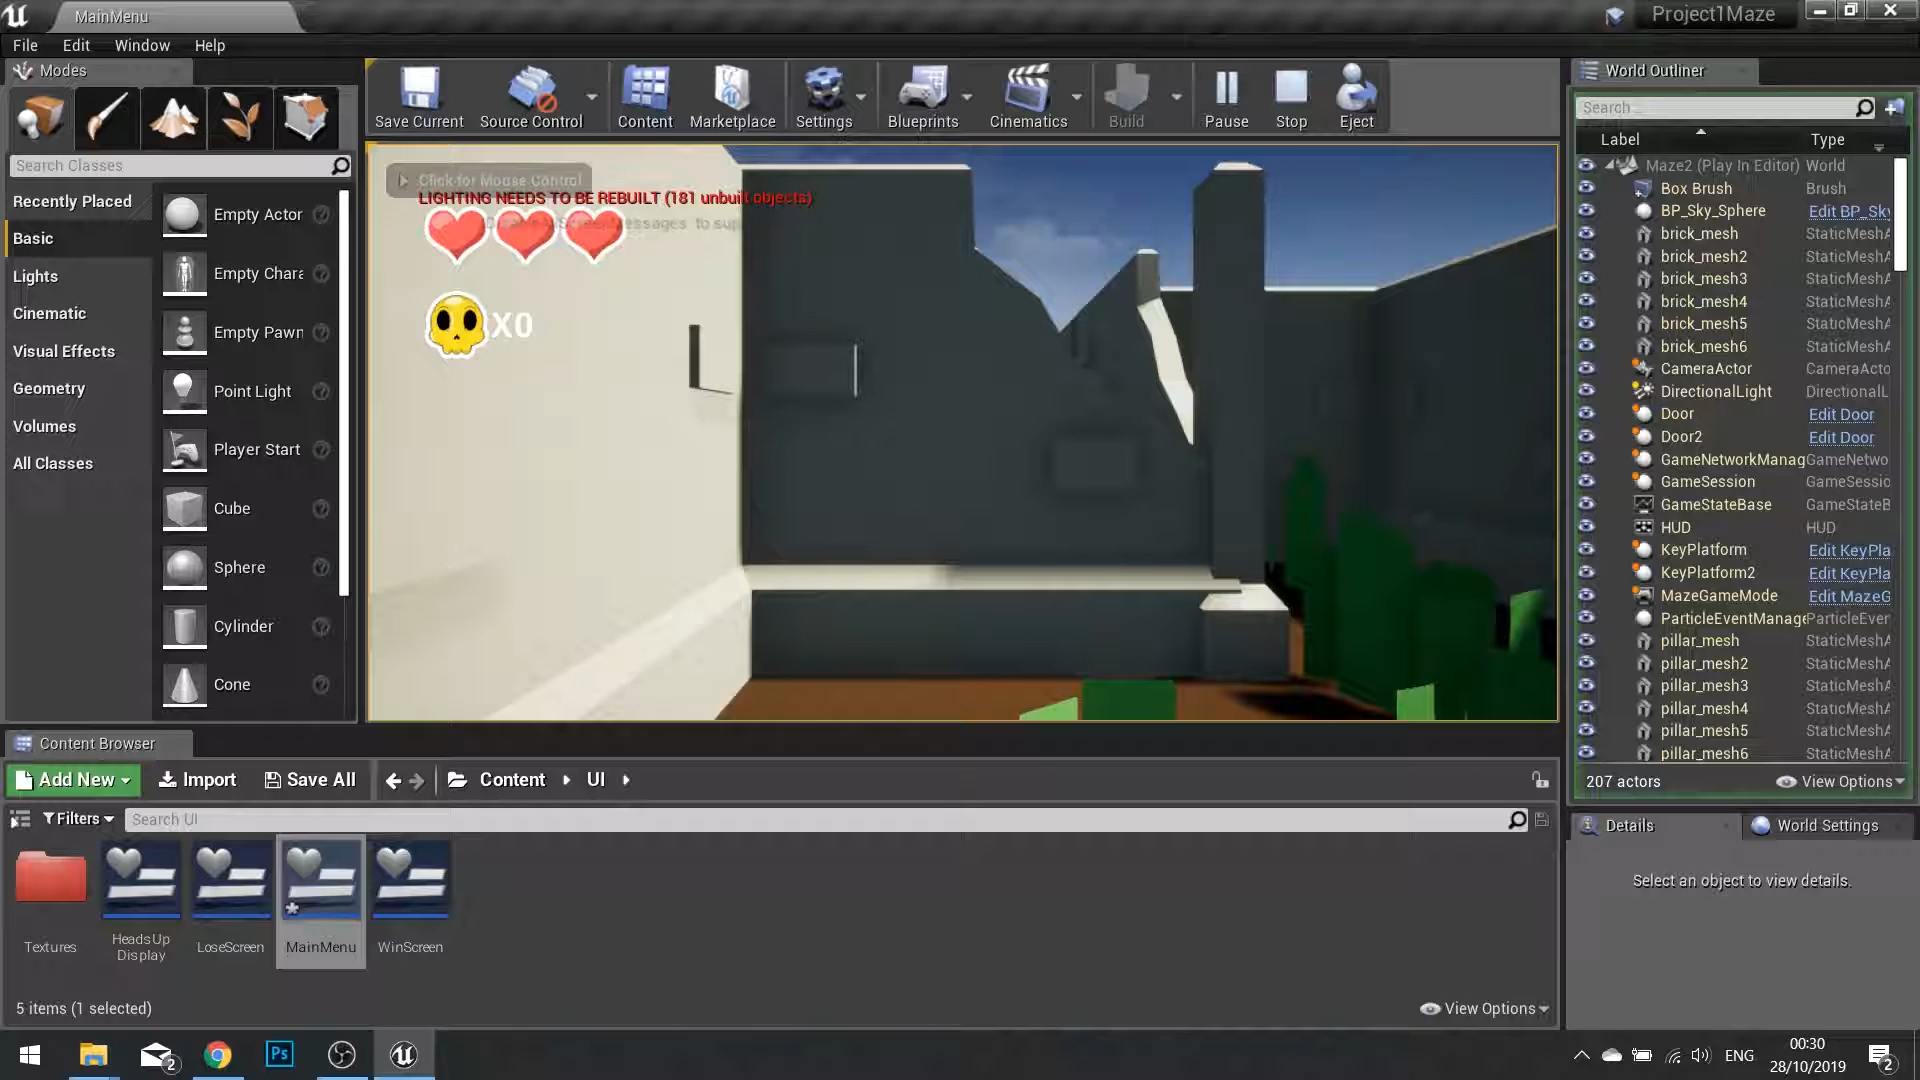 MainMenu
Project1Maze
File Edit Window Help
Modes
Search Classes
Recently Placed
Basic
Lights
Cinematic
Visual Effects
Geometry
Volumes
All Classes
Empty Actor
Empty Chara
Empty Pawn
Point Light
Player Start
Cube
Sphere
Cylinder
Cone
Save Current Source Control Content Marketplace Settings Blueprints Cinematics Build Pause Stop Eject
Click for Mouse Control
LIGHTING NEEDS TO BE REBUILT (181 unbuilt objects)
X0
World Outliner
Search
Label Type
Maze2 (Play In Editor) World
Box Brush Brush
BP_Sky_Sphere Edit BP_Sky
brick_mesh StaticMeshA
brick_mesh2 StaticMeshA
brick_mesh3 StaticMeshA
brick_mesh4 StaticMeshA
brick_mesh5 StaticMeshA
brick_mesh6 StaticMeshA
CameraActor CameraActo
DirectionalLight DirectionalL
Door Edit Door
Door2 Edit Door
GameNetworkManag GameNetwo
GameSession GameSessio
GameStateBase GameStateB
HUD HUD
KeyPlatform Edit KeyPla
KeyPlatform2 Edit KeyPla
MazeGameMode Edit MazeG
ParticleEventManage ParticleEver
pillar_mesh StaticMeshA
pillar_mesh2 StaticMeshA
pillar_mesh3 StaticMeshA
pillar_mesh4 StaticMeshA
pillar_mesh5 StaticMeshA
pillar_mesh6 StaticMeshA
207 actors View Options
Details World Settings
Select an object to view details.
Content Browser
Add New Import Save All Content UI
Filters Search UI
Textures
HeadsUp
Display
LoseScreen
MainMenu
WinScreen
5 items (1 selected) View Options
2 Ps ENG 00:30
28/10/2019 2